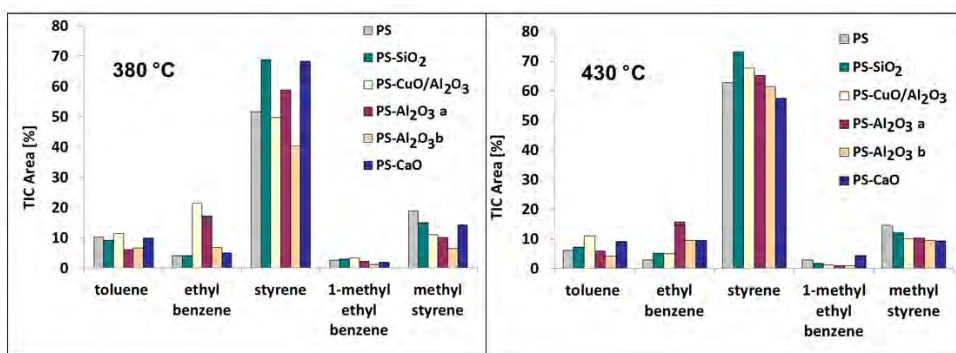 80
70
60
50
40
30
20
10
0
TIC Area [%]
380 °C
PS
PS-SiO₂
PS-CuO/Al₂O₃
PS-Al₂O₃ a
PS-Al₂O₃b
PS-CaO
toluene
ethyl
benzene
styrene
1-methyl
ethyl
benzene
methyl
styrene
80
70
60
50
40
30
20
10
0
TIC Area [%]
430 °C
PS
PS-SiO₂
PS-CuO/Al₂O₃
PS-Al₂O₃ a
PS-Al₂O₃ b
PS-CaO
toluene
ethyl
benzene
styrene
1-methyl
ethyl
benzene
methyl
styrene